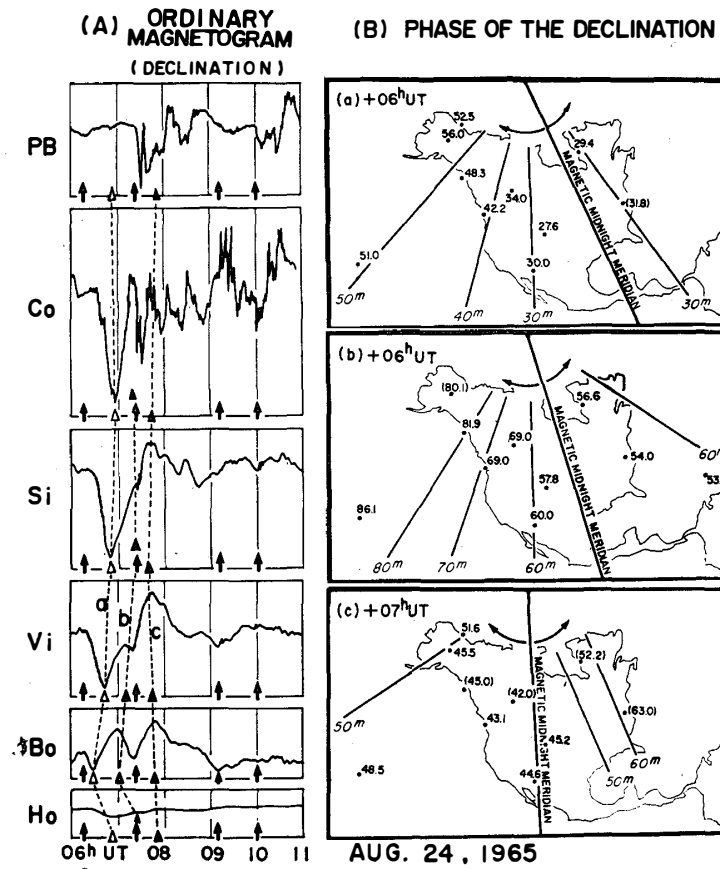 (A) ORDINARY MAGNETOGRAM
(DECLINATION)
PB
Co
Si
a b c
Vi
Bo
Ho
06h UT 08 09 10 11
(B) PHASE OF THE DECLINATION
(a)+06hUT
52.5
56.0
29.4
48.3
34.0
(31.8)
42.2
27.6
51.0
30.0
50m
40m
30m
30m
MAGNETIC MIDNIGHT MERIDIAN
(b)+06hUT
(80.1)
56.6
81.9
69.0
60m
69.0
54.0
57.8
53.
86.1
60.0
80m
70m
60m
MAGNETIC MIDNIGHT MERIDIAN
(c)+07hUT
51.6
45.5
(52.2)
(45.0)
(42.0)
(63.0)
50m
43.1
45.2
60m
48.5
44.6
50m
MAGNETIC MIDNIGHT MERIDIAN
AUG. 24, 1965